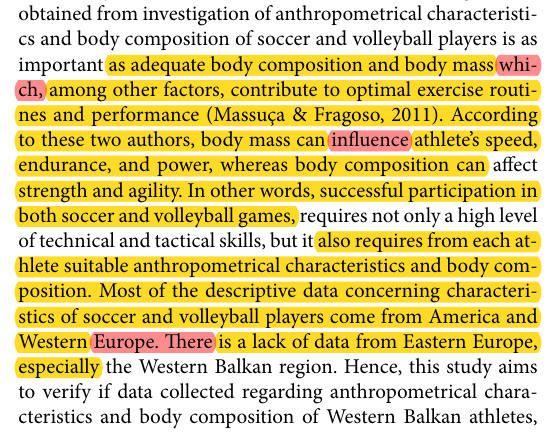 obtained from investigation of anthropometrical characteristi-
cs and body composition of soccer and volleyball players is as
important as adequate body composition and body mass whi-
ch, among other factors, contribute to optimal exercise routi-
nes and performance (Massuça & Fragoso, 2011). According
to these two authors, body mass can influence athlete’s speed,
endurance, and power, whereas body composition can affect
strength and agility. In other words, successful participation in
both soccer and volleyball games, requires not only a high level
of technical and tactical skills, but it also requires from each at-
hlete suitable anthropometrical characteristics and body com-
position. Most of the descriptive data concerning characteri-
stics of soccer and volleyball players come from America and
Western Europe. There is a lack of data from Eastern Europe,
especially the Western Balkan region. Hence, this study aims
to verify if data collected regarding anthropometrical chara-
cteristics and body composition of Western Balkan athletes,